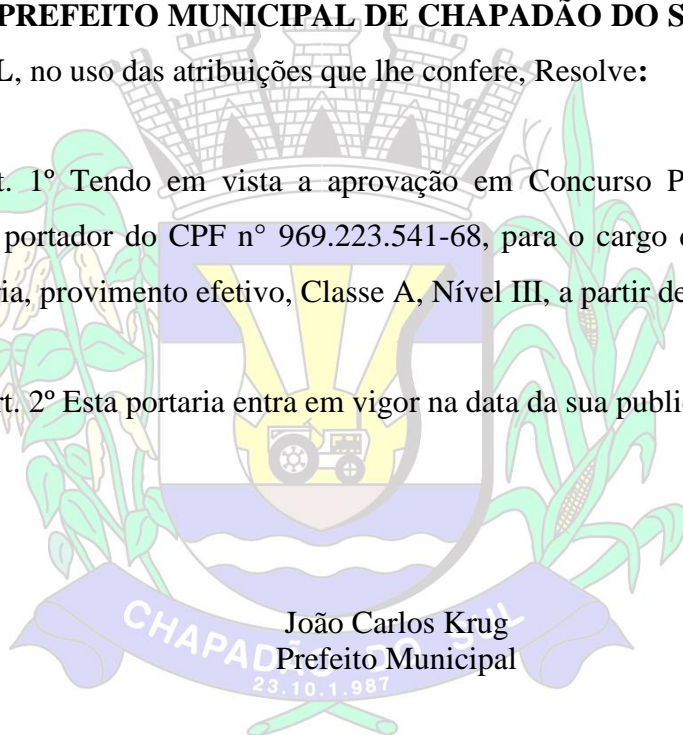 PREFEITO MUNICIPAL DE CHAPADÃO DO S
L, no uso das atribuições que lhe confere, Resolve:
t. 1º Tendo em vista a aprovação em Concurso P
portador do CPF n° 969.223.541-68, para o cargo
ria, provimento efetivo, Classe A, Nível III, a partir de
rt. 2º Esta portaria entra em vigor na data da sua public
João Carlos Krug
Prefeito Municipal
CHAPADÃO DO SUL
23.10.1.987